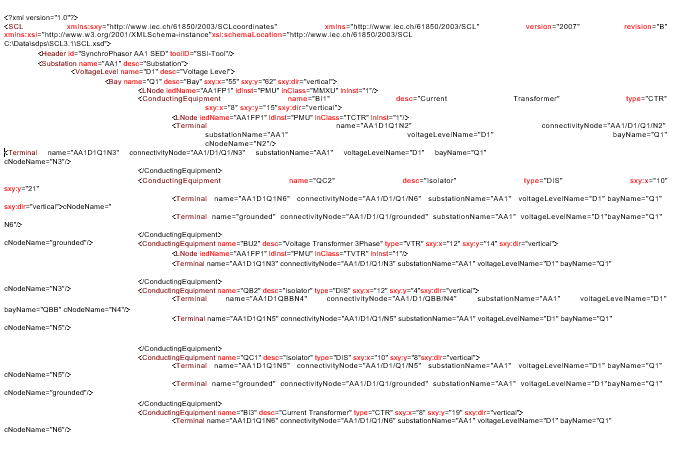 <?xml version="1.0"?>
<SCL xmlns:sxy="http://www.iec.ch/61850/2003/SCLcoordinates" xmlns="http://www.iec.ch/61850/2003/SCL" version="2007" revision="B"
xmlns:xsi="http://www.w3.org/2001/XMLSchema-instance"xsi:schemaLocation="http://www.iec.ch/61850/2003/SCL
C:\Data\sdps\SCL3.1\SCL.xsd">
<Header id="SynchroPhasor AA1 SED" toolID="SSI-Tool"/>
<Substation name="AA1" desc="Substation">
<VoltageLevel name="D1" desc="Voltage Level">
<Bay name="Q1" desc="Bay" sxy:x="55" sxy:y="62" sxy:dir="vertical">
<LNode iedName="AA1FP1" ldInst="PMU" lnClass="MMXU" lnInst="1"/>
<ConductingEquipment name="BI1" desc="Current Transformer" type="CTR"
sxy:x="8" sxy:y="15"sxy:dir="vertical">
<LNode iedName="AA1FP1" ldInst="PMU" lnClass="TCTR" lnInst="1"/>
<Terminal name="AA1D1Q1N2" connectivityNode="AA1/D1/Q1/N2"
substationName="AA1" voltageLevelName="D1" bayName="Q1"
cNodeName="N2"/>
<Terminal name="AA1D1Q1N3" connectivityNode="AA1/D1/Q1/N3" substationName="AA1" voltageLevelName="D1" bayName="Q1"
cNodeName="N3"/>
</ConductingEquipment>
<ConductingEquipment name="QC2" desc="Isolator" type="DIS" sxy:x="10"
sxy:y="21"
<Terminal name="AA1D1Q1N6" connectivityNode="AA1/D1/Q1/N6" substationName="AA1" voltageLevelName="D1" bayName="Q1"
sxy:dir="vertical">cNodeName="
<Terminal name="grounded" connectivityNode="AA1/D1/Q1/grounded" substationName="AA1" voltageLevelName="D1"bayName="Q1"
N6"/>
</ConductingEquipment>
cNodeName="grounded"/> <ConductingEquipment name="BU2" desc="Voltage Transformer 3Phase" type="VTR" sxy:x="12" sxy:y="14" sxy:dir="vertical">
<LNode iedName="AA1FP1" ldInst="PMU" lnClass="TVTR" lnInst="1"/>
<Terminal name="AA1D1Q1N3" connectivityNode="AA1/D1/Q1/N3" substationName="AA1" voltageLevelName="D1" bayName="Q1"
</ConductingEquipment>
cNodeName="N3"/> <ConductingEquipment name="QB2" desc="Isolator" type="DIS" sxy:x="12" sxy:y="4"sxy:dir="vertical">
<Terminal name="AA1D1QBBN4" connectivityNode="AA1/D1/QBB/N4" substationName="AA1" voltageLevelName="D1"
bayName="QBB" cNodeName="N4"/>
<Terminal name="AA1D1Q1N5" connectivityNode="AA1/D1/Q1/N5" substationName="AA1" voltageLevelName="D1" bayName="Q1"
cNodeName="N5"/>
</ConductingEquipment>
<ConductingEquipment name="QC1" desc="Isolator" type="DIS" sxy:x="10" sxy:y="8"sxy:dir="vertical">
<Terminal name="AA1D1Q1N5" connectivityNode="AA1/D1/Q1/N5" substationName="AA1" voltageLevelName="D1" bayName="Q1"
cNodeName="N5"/>
<Terminal name="grounded" connectivityNode="AA1/D1/Q1/grounded" substationName="AA1" voltageLevelName="D1"bayName="Q1"
cNodeName="grounded"/>
</ConductingEquipment>
<ConductingEquipment name="BI3" desc="Current Transformer" type="CTR" sxy:x="8" sxy:y="19" sxy:dir="vertical">
<Terminal name="AA1D1Q1N6" connectivityNode="AA1/D1/Q1/N6" substationName="AA1" voltageLevelName="D1" bayName="Q1"
cNodeName="N6"/>